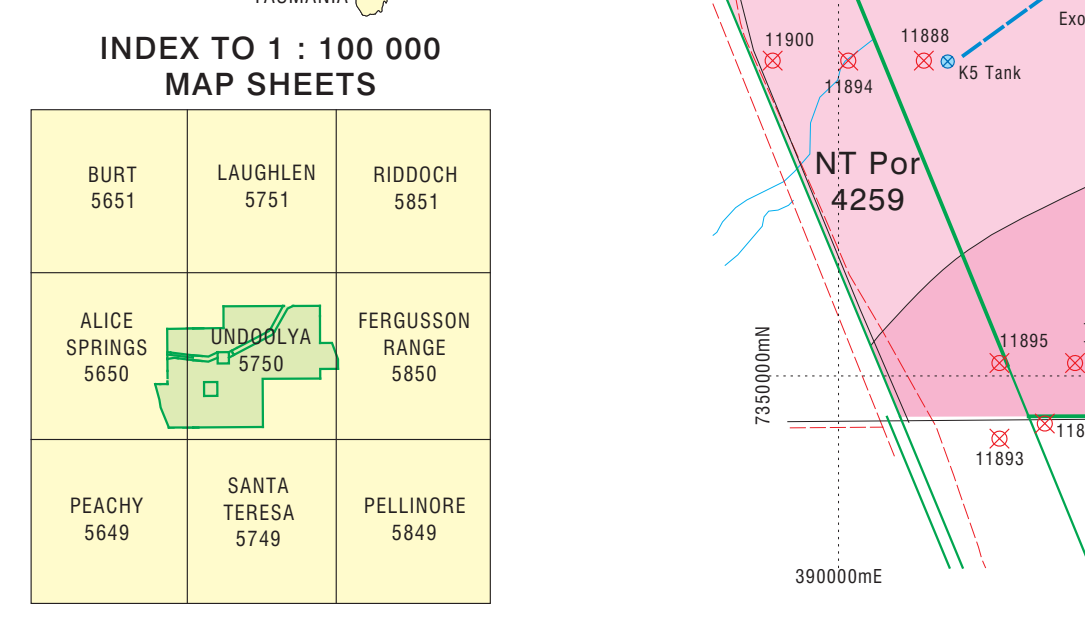 TASMANIA
INDEX TO 1 : 100 000
MAP SHEETS
BURT
5651
LAUGHLEN
5751
RIDDOCH
5851
ALICE
SPRINGS
5650
UNDOOLYA
5750
FERGUSSON
RANGE
5850
PEACHY
5649
SANTA
TERESA
5749
PELLINORE
5849
Exo
11900
11888
K5 Tank
11894
NT Por
4259
11895
7350000mN
118
11893
390000mE